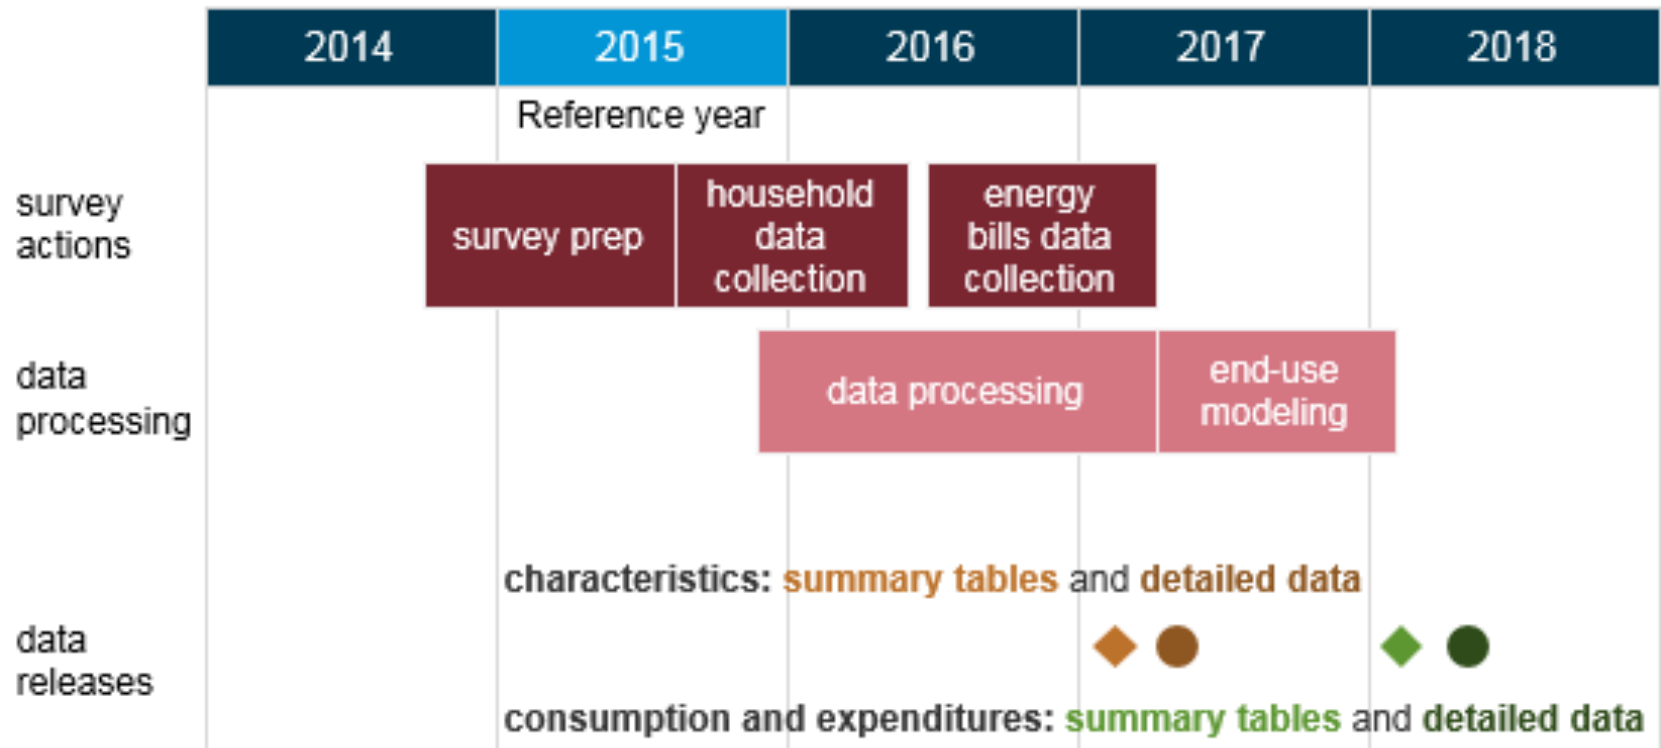 2014 2015 2016 2017 2018
Reference year
survey
actions
survey prep
household
data
collection
energy
bills data
collection
data
processing
data processing
end-use
modeling
characteristics: summary tables and detailed data
data
releases
consumption and expenditures: summary tables and detailed data